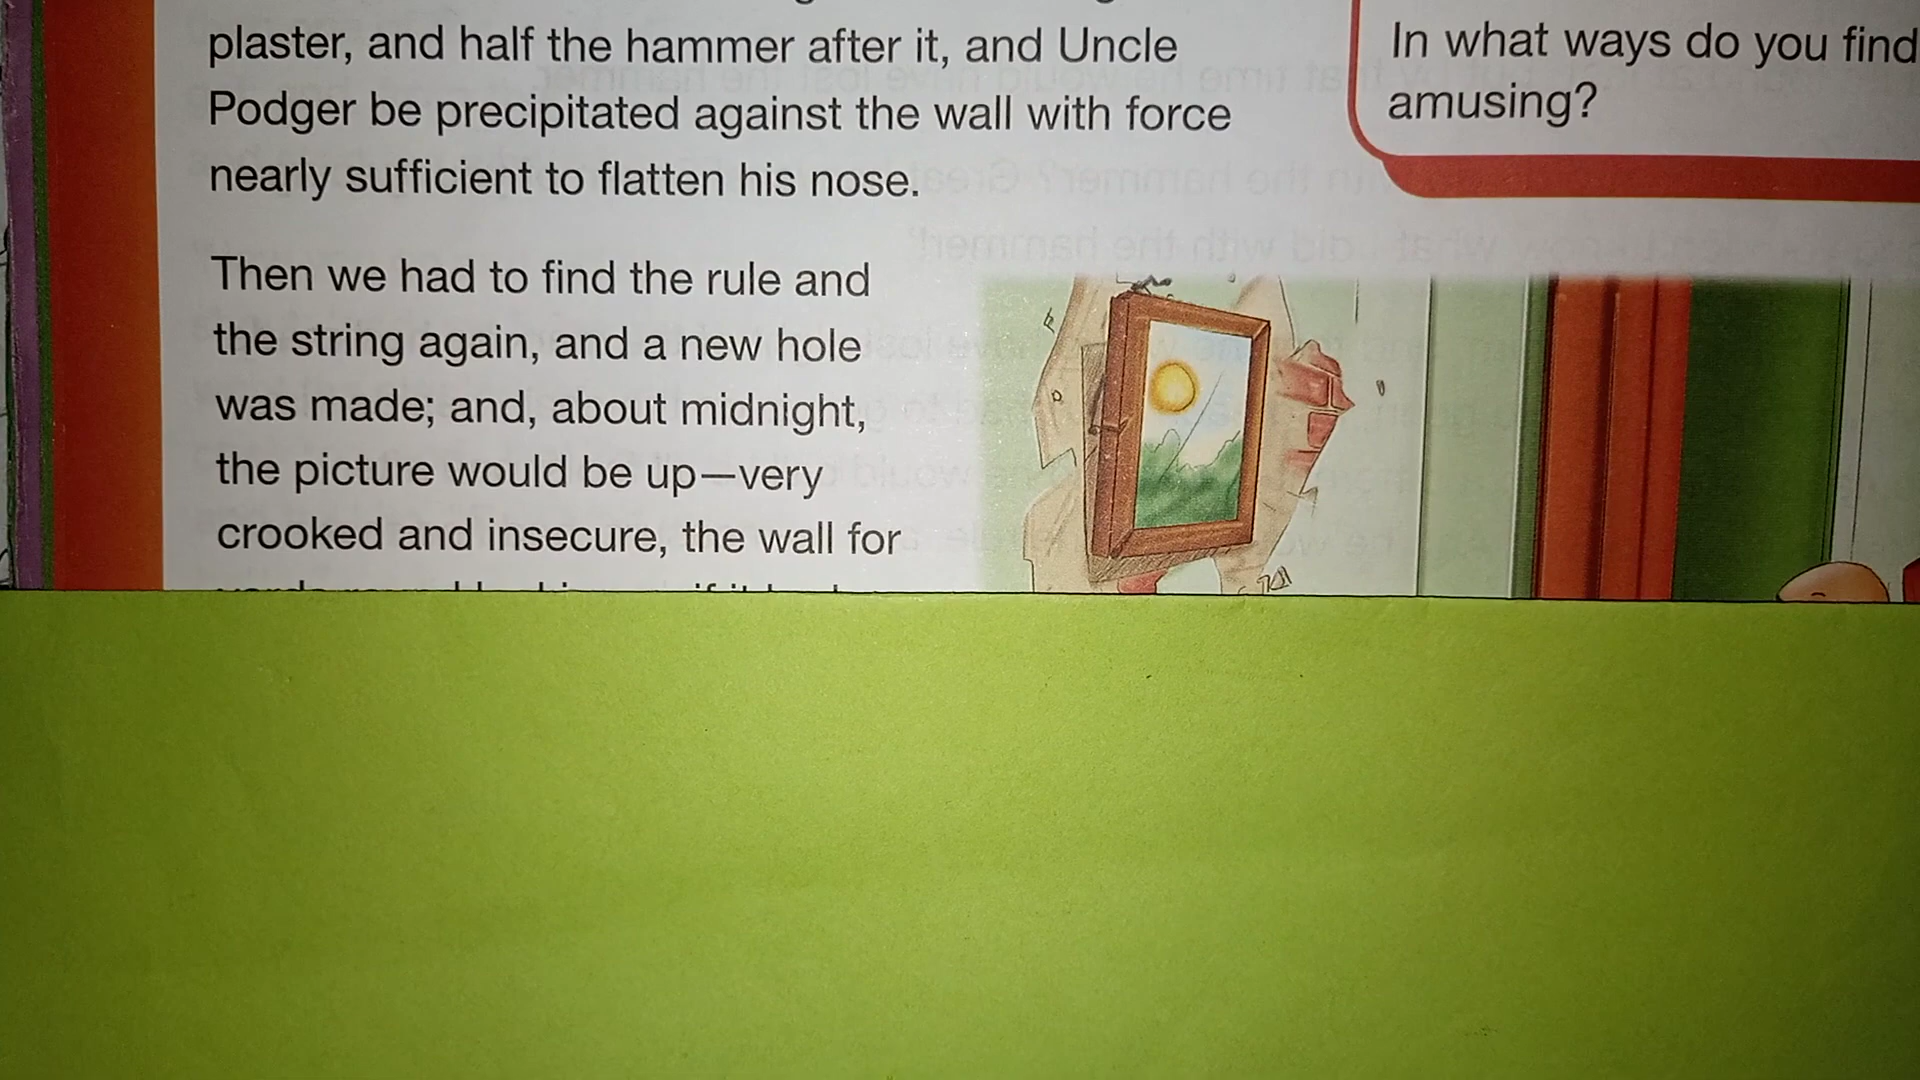 plaster, and half the hammer after it, and Uncle
Podger be precipitated against the wall with force
nearly sufficient to flatten his nose.
Then we had to find the rule and
the string again, and a new hole
was made; and, about midnight,
the picture would be up—very
crooked and insecure, the wall for
In what ways do you find
amusing?